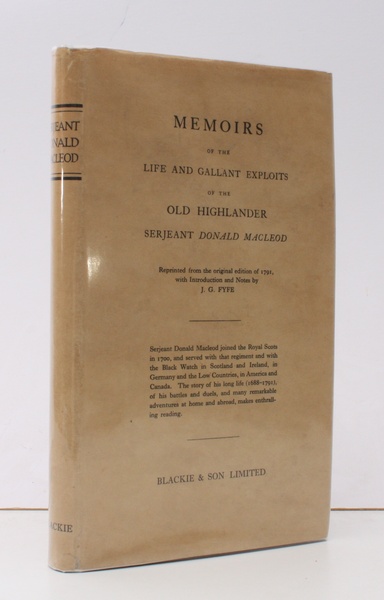 MEMOIRS
OF THE
LIFE AND GALLANT EXPLOITS
OF THE
OLD HIGHLANDER
SERJEANT DONALD MACLEOD
Reprinted from the original edition of 1791,
with Introduction and Notes by
J. G. FYFE
Serjeant Donald Macleod joined the Royal Scots
in 1700, and served with that regiment and with
the Black Watch in Scotland and Ireland, in
Germany and the Low Countries, in America and
Canada. The story of his long life (1688-1791),
of his battles and duels, and many remarkable
adventures at home and abroad, makes enthrall-
ing reading.
BLACKIE & SON LIMITED
RJEANT
ONALD
ACLEOD
ACKIE